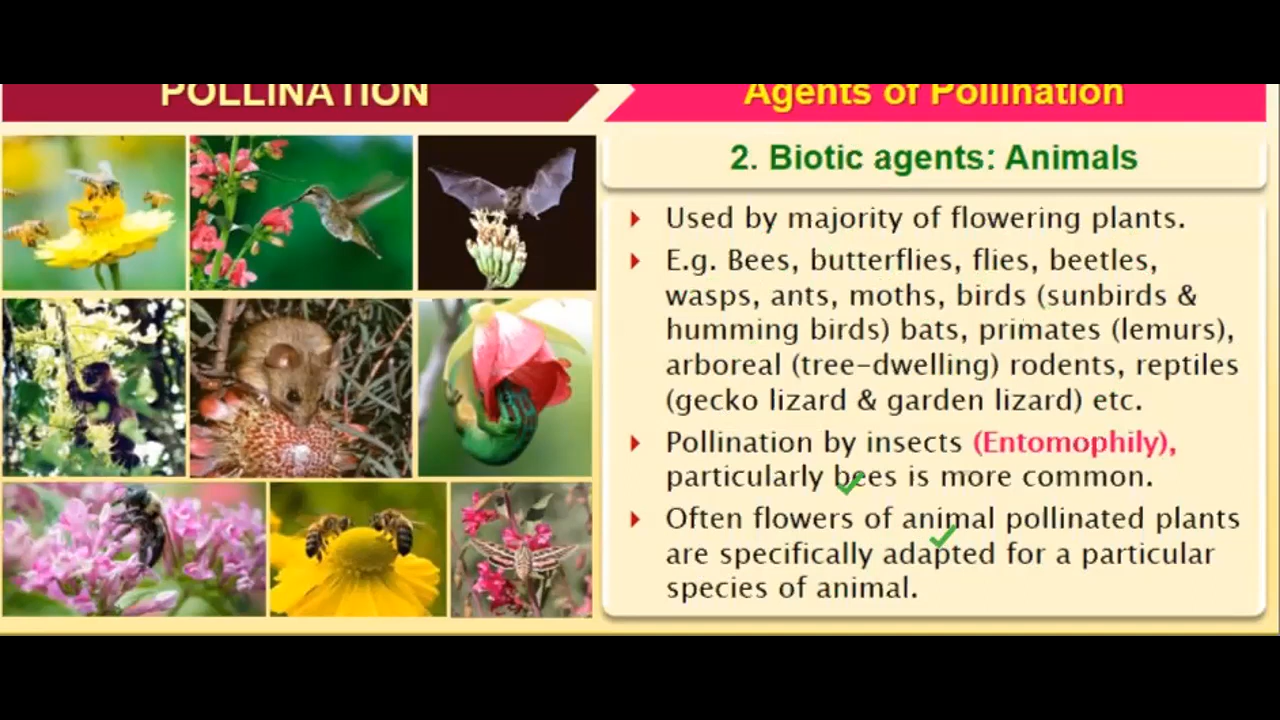 POLLINATION
Agents of Pollination
2. Biotic agents: Animals
Used by majority of flowering plants.
E.g. Bees, butterflies, flies, beetles,
wasps, ants, moths, birds (sunbirds &
humming birds) bats, primates (lemurs),
arboreal (tree-dwelling) rodents, reptiles
(gecko lizard & garden lizard) etc.
Pollination by insects (Entomophily),
particularly bees is more common.
Often flowers of animal pollinated plants
are specifically adapted for a particular
species of animal.